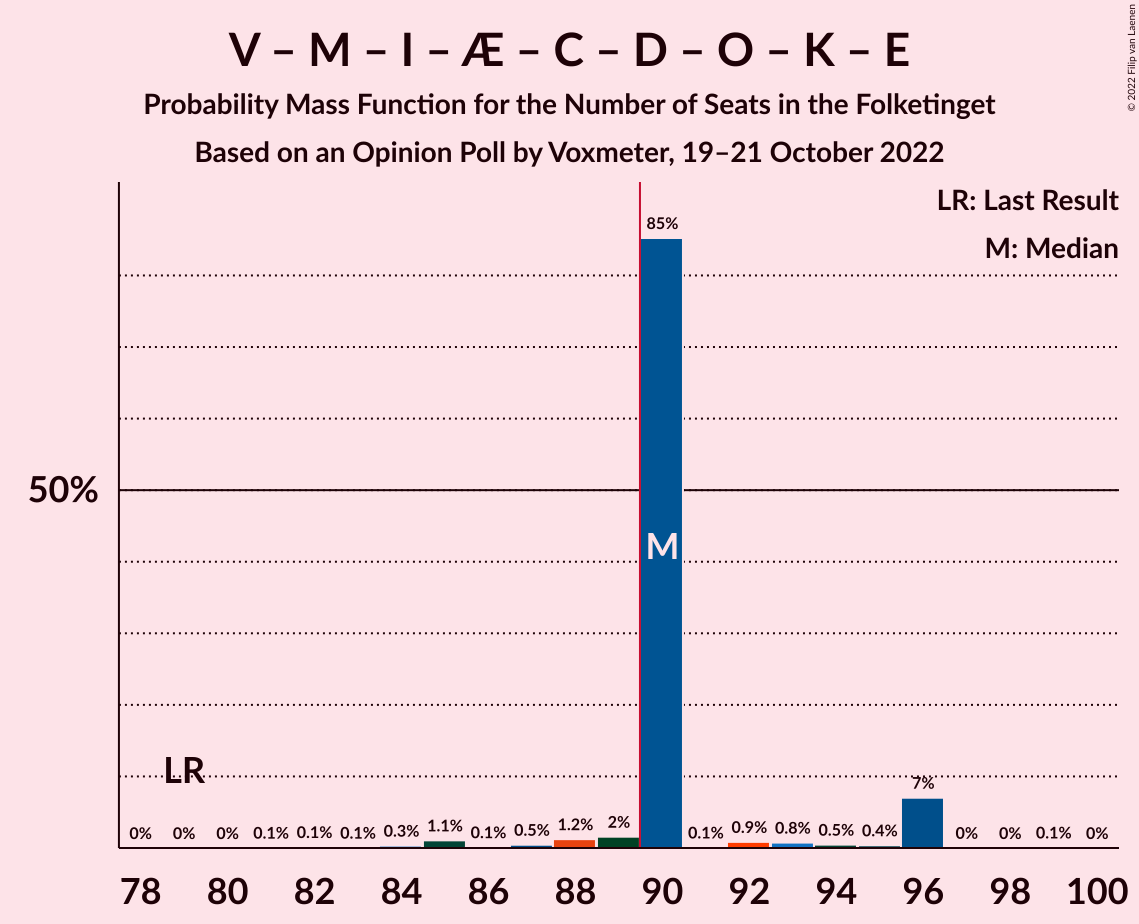 V – M – I – Æ – C – D – O – K – E
Probability Mass Function for the Number of Seats in the Folketinget
Based on an Opinion Poll by Voxmeter, 19–21 October 2022
© 2022 Filip van Laenen
LR: Last Result
M: Median
50%
LR
M
0% 0% 0% 0.1% 0.1% 0.1% 0.3% 1.1% 0.1% 0.5% 1.2% 2% 85% 0.1% 0.9% 0.8% 0.5% 0.4% 7% 0% 0% 0.1% 0%
78 80 82 84 86 88 90 92 94 96 98 100